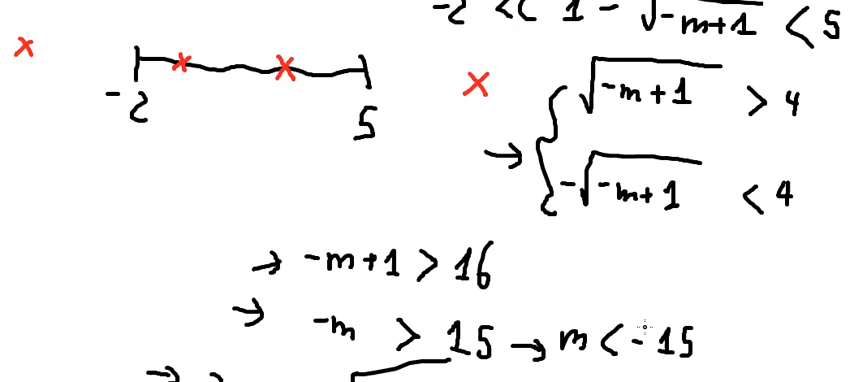 -2 < 1 - √-m+1 < 5
× -2 5 ×
→ { √-m+1 > 4
-√-m+1 < 4
→ -m+1 > 16
→ -m > 15 → m < -15
→